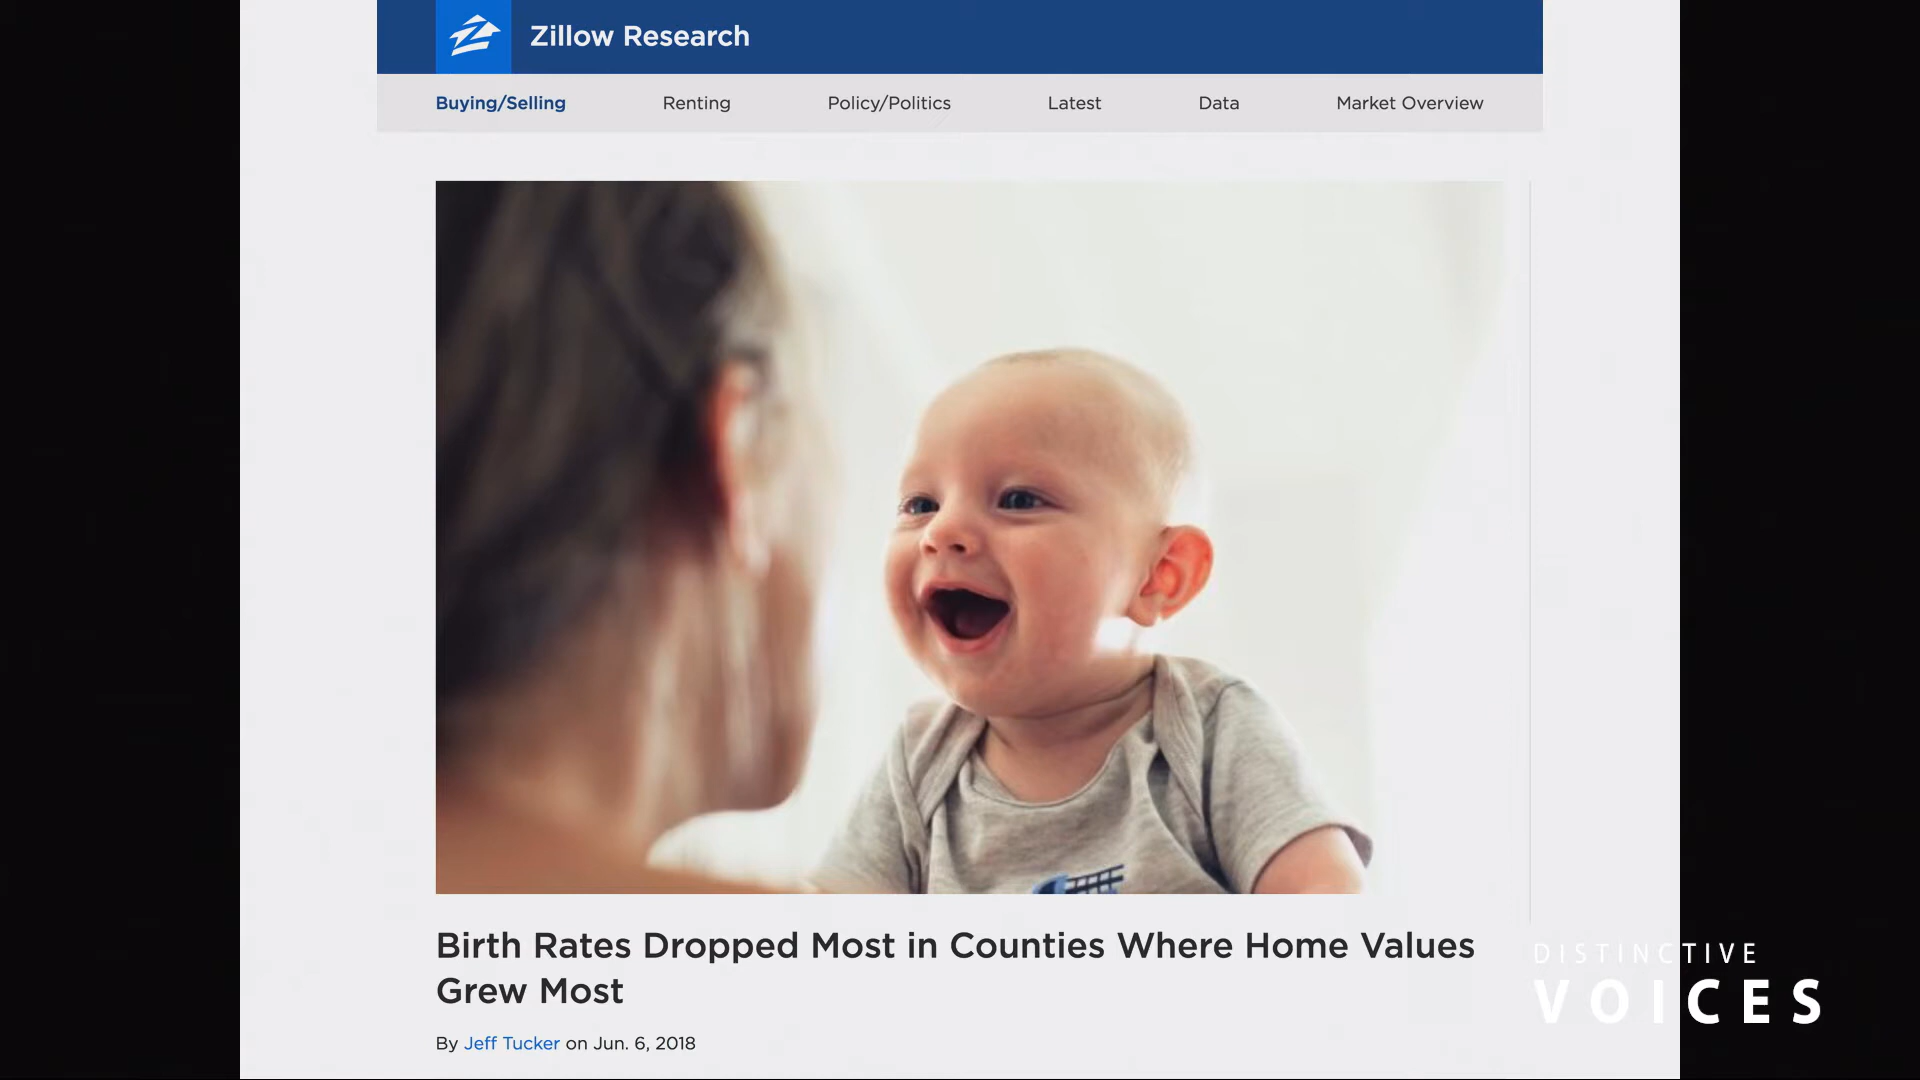 Zillow Research
Buying/Selling
Renting
Policy/Politics
Latest
Data
Market Overview
Birth Rates Dropped Most in Counties Where Home Values
Grew Most
By Jeff Tucker on Jun. 6, 2018
DISTINCTIVE
VOICES